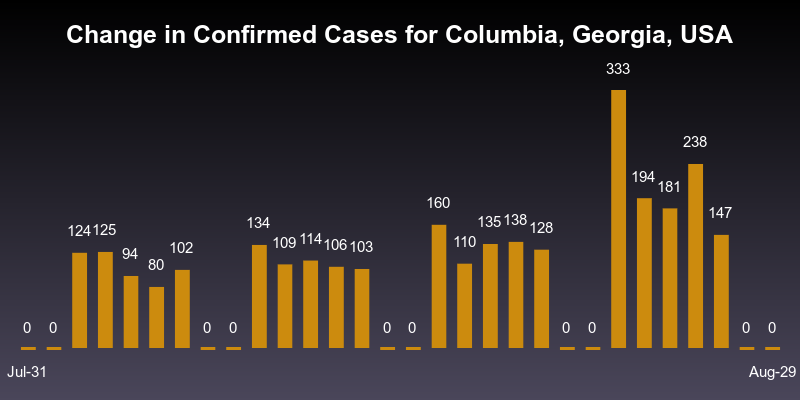 Change in Confirmed Cases for Columbia, Georgia, USA
0 0 124 125 94 80 102 0 0 134 109 114 106 103 0 0 160 110 135 138 128 0 0 333 194 181 238 147 0 0
Jul-31 Aug-29